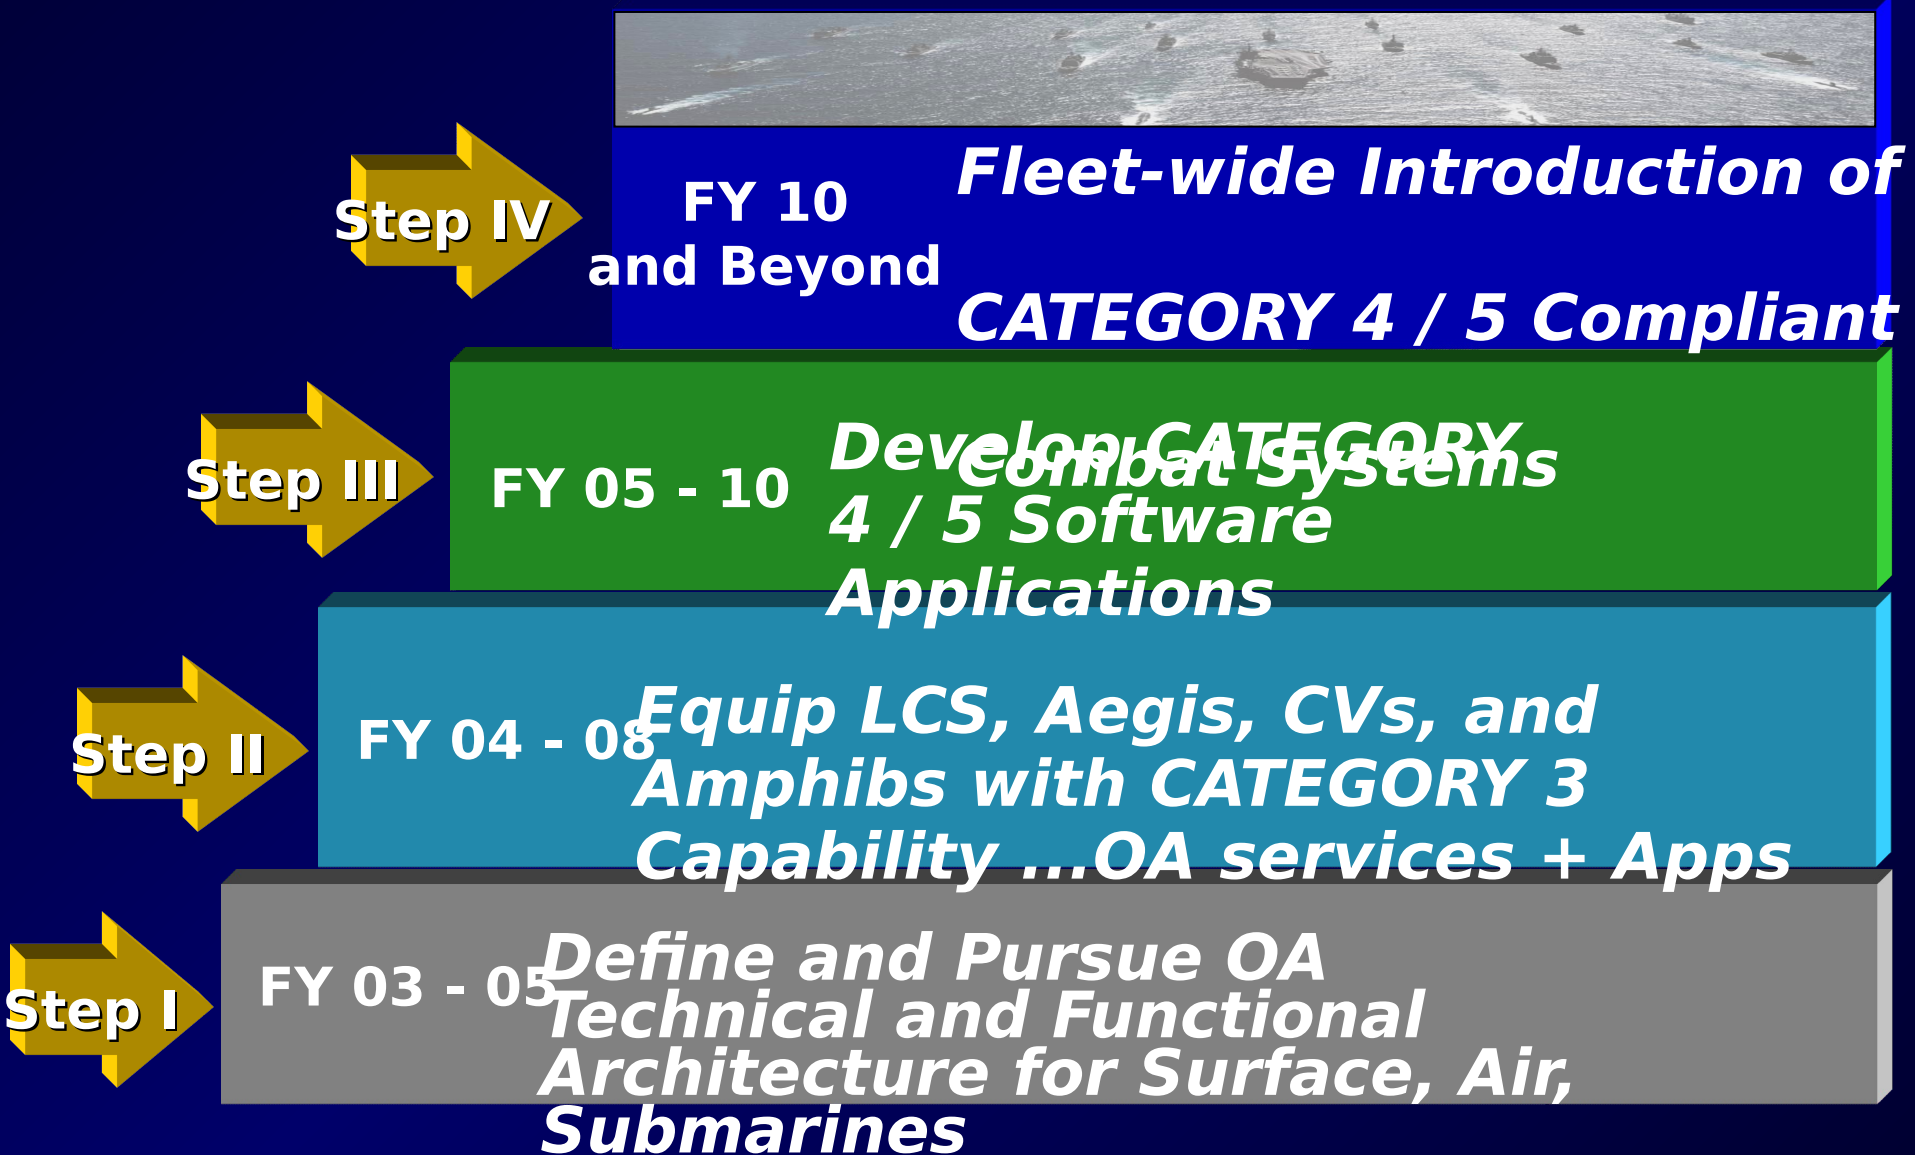 Step IV
FY 10
and Beyond
Fleet-wide Introduction of
CATEGORY 4 / 5 Compliant
Combat Systems
Step III
FY 05 - 10
Develop CATEGORY
4 / 5 Software
Applications
Step II
FY 04 - 08
Equip LCS, Aegis, CVs, and
Amphibs with CATEGORY 3
Capability ...OA services + Apps
Step I
FY 03 - 05
Define and Pursue OA
Technical and Functional
Architecture for Surface, Air,
Submarines